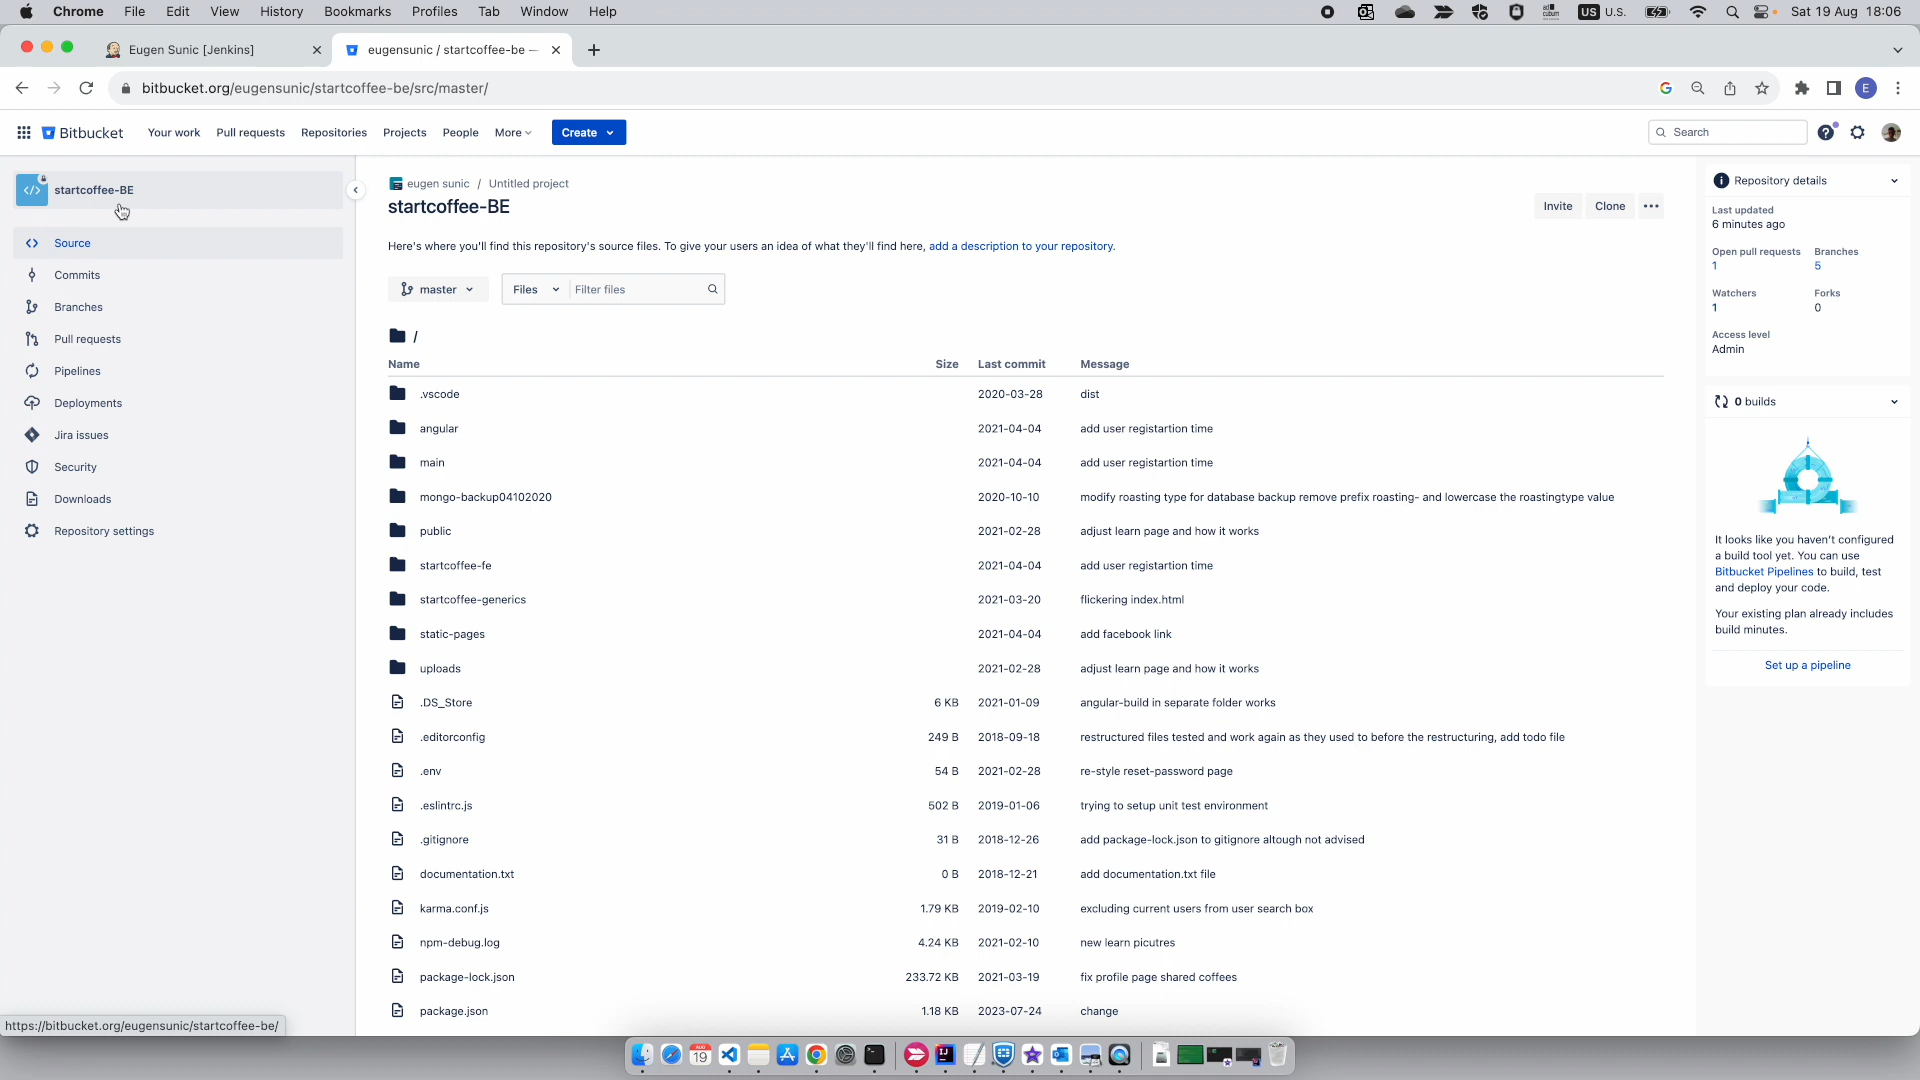 Chrome File Edit View History Bookmarks Profiles Tab Window Help US U.S. Sat 19 Aug 18:06
Eugen Sunic [Jenkins] eugensunic / startcoffee-be —
bitbucket.org/eugensunic/startcoffee-be/src/master/ E
Bitbucket Your work Pull requests Repositories Projects People More Create Search
startcoffee-BE
Source
Commits
Branches
Pull requests
Pipelines
Deployments
Jira issues
Security
Downloads
Repository settings
eugen sunic / Untitled project
startcoffee-BE
Invite Clone
Here's where you'll find this repository's source files. To give your users an idea of what they'll find here, add a description to your repository.
master Files Filter files
/
Name Size Last commit Message
.vscode 2020-03-28 dist
angular 2021-04-04 add user registartion time
main 2021-04-04 add user registartion time
mongo-backup04102020 2020-10-10 modify roasting type for database backup remove prefix roasting- and lowercase the roastingtype value
public 2021-02-28 adjust learn page and how it works
startcoffee-fe 2021-04-04 add user registartion time
startcoffee-generics 2021-03-20 flickering index.html
static-pages 2021-04-04 add facebook link
uploads 2021-02-28 adjust learn page and how it works
.DS_Store 6 KB 2021-01-09 angular-build in separate folder works
.editorconfig 249 B 2018-09-18 restructured files tested and work again as they used to before the restructuring, add todo file
.env 54 B 2021-02-28 re-style reset-password page
.eslintrc.js 502 B 2019-01-06 trying to setup unit test environment
.gitignore 31 B 2018-12-26 add package-lock.json to gitignore altough not advised
documentation.txt 0 B 2018-12-21 add documentation.txt file
karma.conf.js 1.79 KB 2019-02-10 excluding current users from user search box
npm-debug.log 4.24 KB 2021-02-10 new learn picutres
package-lock.json 233.72 KB 2021-03-19 fix profile page shared coffees
package.json 1.18 KB 2023-07-24 change
Repository details
Last updated
6 minutes ago
Open pull requests Branches
1 5
Watchers Forks
1 0
Access level
Admin
0 builds
It looks like you haven't configured
a build tool yet. You can use
Bitbucket Pipelines to build, test
and deploy your code.
Your existing plan already includes
build minutes.
Set up a pipeline
https://bitbucket.org/eugensunic/startcoffee-be/
AUG
19